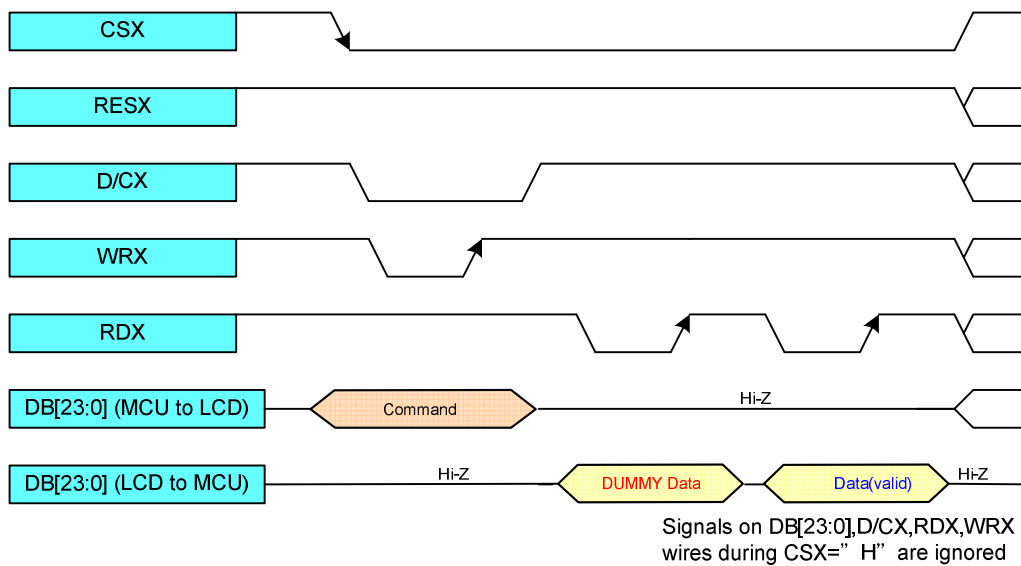 CSX
RESX
D/CX
WRX
RDX
DB[23:0] (MCU to LCD)
Command
Hi-Z
DB[23:0] (LCD to MCU)
Hi-Z
DUMMY Data
Data(valid)
Hi-Z
Signals on DB[23:0],D/CX,RDX,WRX
wires during CSX=” H” are ignored